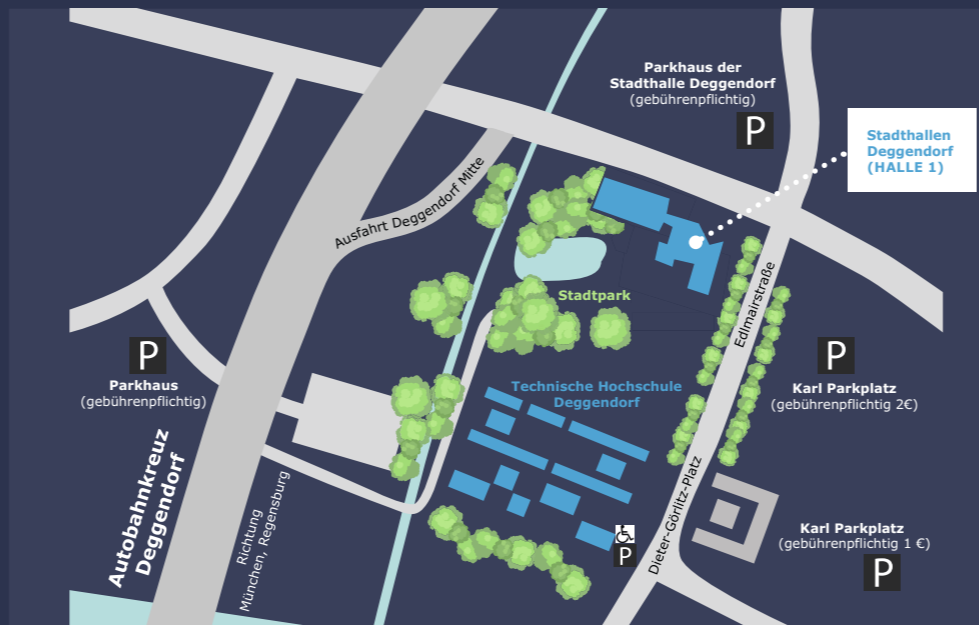 Parkhaus der
Stadthalle Deggendorf
(gebührenpflichtig)
P
Stadthallen
Deggendorf
(HALLE 1)
Ausfahrt Deggendorf Mitte
Stadtpark
Edlmairstraße
P
Parkhaus
(gebührenpflichtig)
P
Karl Parkplatz
(gebührenpflichtig 2€)
Technische Hochschule
Deggendorf
Autobahnkreuz
Deggendorf
Richtung
München, Regensburg
Dieter-Görlitz-Platz
P
Karl Parkplatz
(gebührenpflichtig 1 €)
P